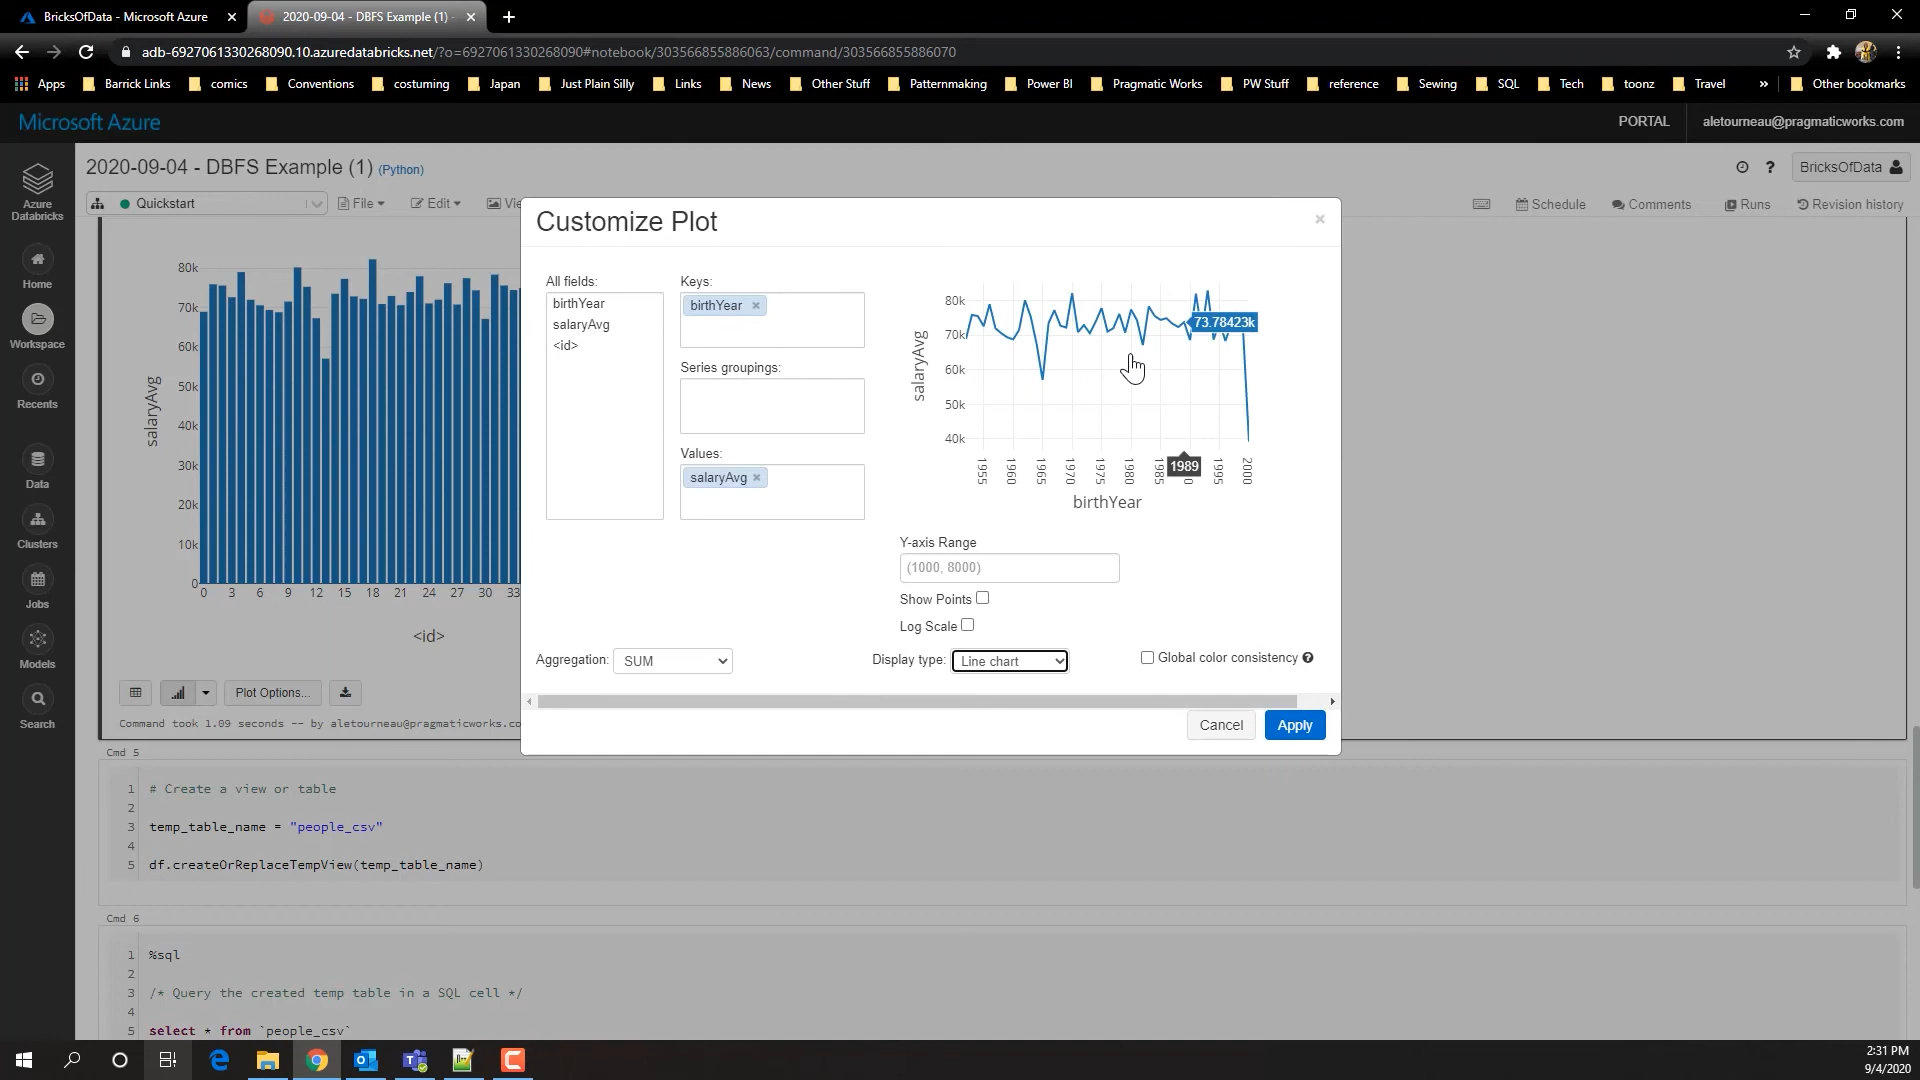 BricksOfData - Microsoft Azure
2020-09-04 - DBFS Example (1) -
adb-6927061330268090.10.azuredatabricks.net/?o=6927061330268090#notebook/303566855886063/command/303566855886070
Apps Barrick Links comics Conventions costuming Japan Just Plain Silly Links News Other Stuff Patternmaking Power BI Pragmatic Works PW Stuff reference Sewing SQL Tech toonz Travel » Other bookmarks
Microsoft Azure PORTAL aletourneau@pragmaticworks.com
2020-09-04 - DBFS Example (1) (Python) ? BricksOfData
Quickstart File Edit Schedule Comments Runs Revision history
Azure
Databricks
Home
Workspace
Recents
Data
Clusters
Jobs
Models
Search
80k
70k
60k
50k
40k
30k
20k
10k
0
salaryAvg
0 3 6 9 12 15 18 21 24 27 30 33
<id>
Plot Options...
Command took 1.09 seconds -- by aletourneau@pragmaticworks.co
Customize Plot
All fields:
birthYear
salaryAvg
<id>
Keys:
birthYear ×
Series groupings:
Values:
salaryAvg ×
80k
70k
60k
50k
40k
salaryAvg
73.78423k
1955 1960 1965 1970 1975 1980 1985 1989 1995 2000
birthYear
Y-axis Range
(1000, 8000)
Show Points
Log Scale
Aggregation: SUM Display type: Line chart Global color consistency ?
Cancel Apply
Cmd 5
1 # Create a view or table
2
3 temp_table_name = "people_csv"
4
5 df.createOrReplaceTempView(temp_table_name)
Cmd 6
1 %sql
2
3 /* Query the created temp table in a SQL cell */
4
5 select * from `people_csv`
2:31 PM
9/4/2020